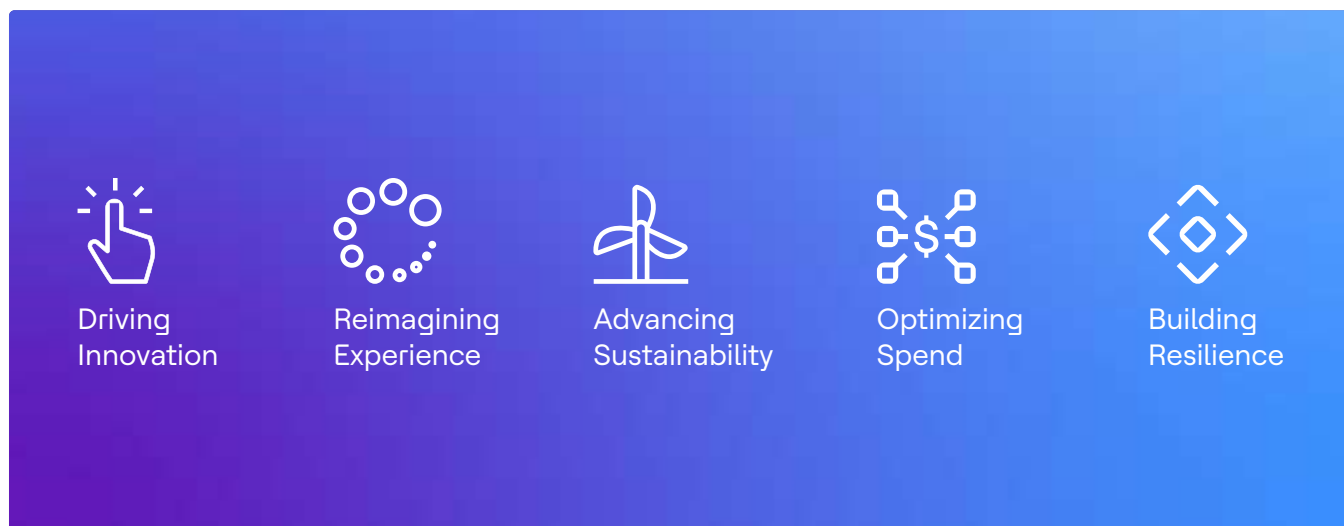 Driving
Innovation
Reimagining
Experience
Advancing
Sustainability
$
Optimizing
Spend
Building
Resilience